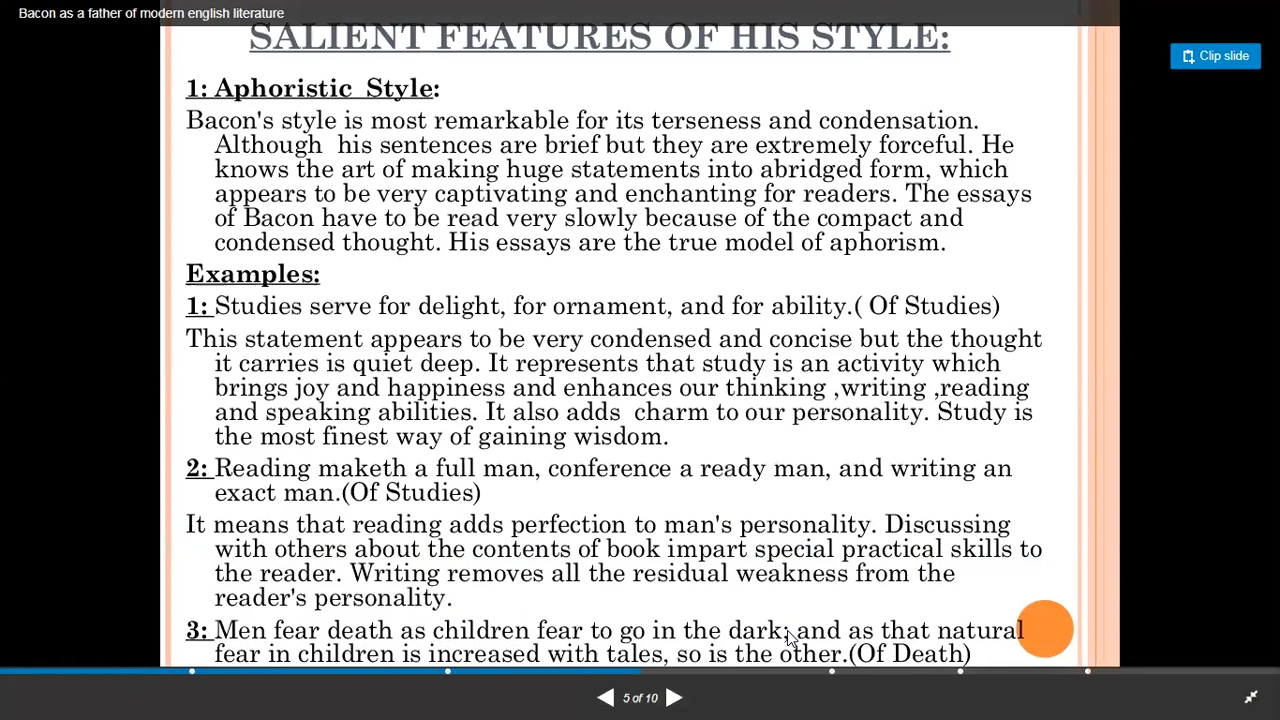 Bacon as a father of modern english literature
SALIENT FEATURES OF HIS STYLE:
Clip slide
1: Aphoristic Style:
Bacon's style is most remarkable for its terseness and condensation.
Although his sentences are brief but they are extremely forceful. He
knows the art of making huge statements into abridged form, which
appears to be very captivating and enchanting for readers. The essays
of Bacon have to be read very slowly because of the compact and
condensed thought. His essays are the true model of aphorism.
Examples:
1: Studies serve for delight, for ornament, and for ability.( Of Studies)
This statement appears to be very condensed and concise but the thought
it carries is quiet deep. It represents that study is an activity which
brings joy and happiness and enhances our thinking ,writing ,reading
and speaking abilities. It also adds charm to our personality. Study is
the most finest way of gaining wisdom.
2: Reading maketh a full man, conference a ready man, and writing an
exact man.(Of Studies)
It means that reading adds perfection to man's personality. Discussing
with others about the contents of book impart special practical skills to
the reader. Writing removes all the residual weakness from the
reader's personality.
3: Men fear death as children fear to go in the dark; and as that natural
fear in children is increased with tales, so is the other.(Of Death)
5 of 10